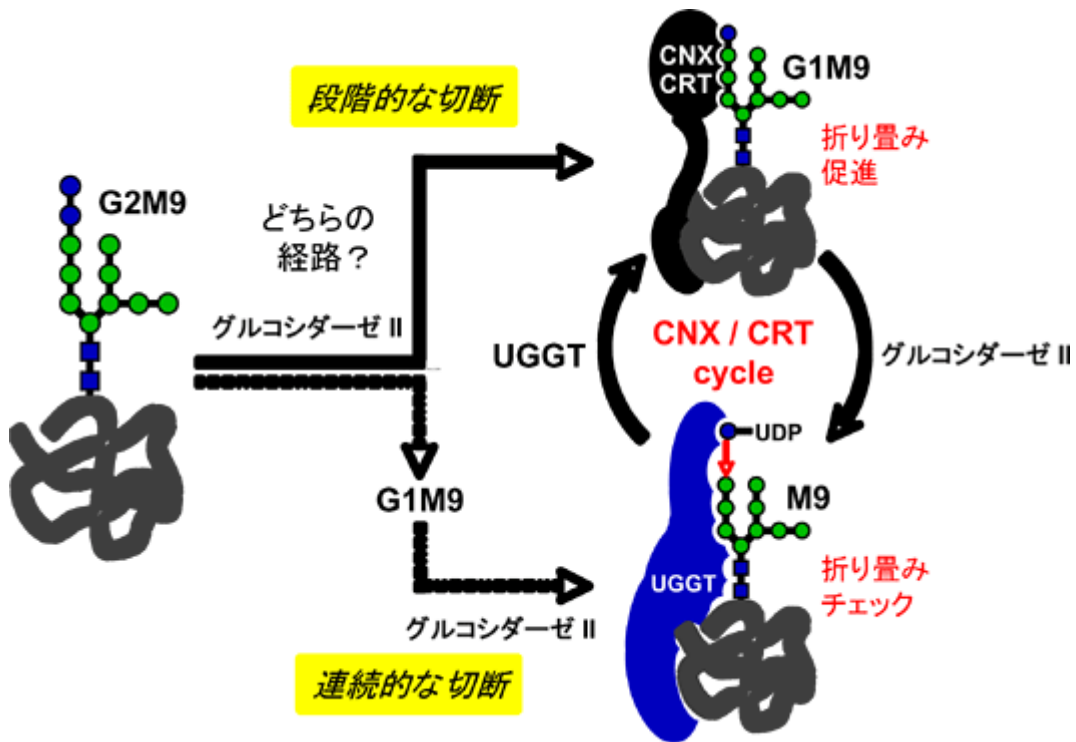 段階的な切断
CNX
CRT
G1M9
折り畳み
促進
G2M9
どちらの
経路？
グルコシダーゼ II
UGGT
CNX / CRT
cycle
グルコシダーゼ II
UDP
G1M9
M9
UGGT
折り畳み
チェック
グルコシダーゼ II
連続的な切断